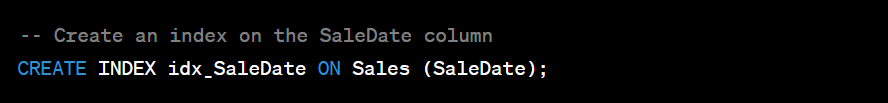 -- Create an index on the SaleDate column
CREATE INDEX idx_SaleDate ON Sales (SaleDate);